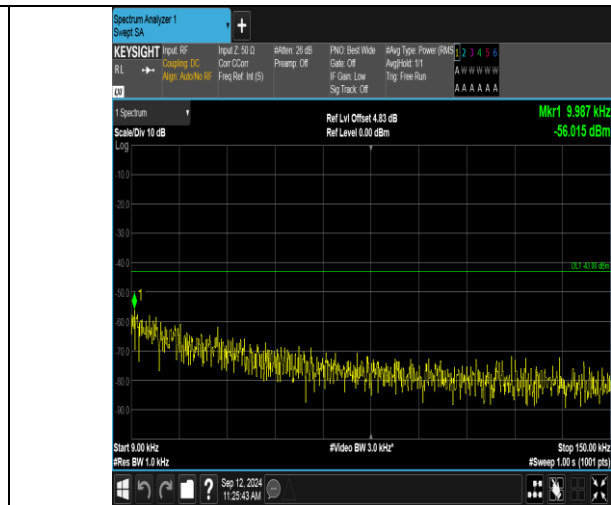 Spectrum Analyzer 1
Swept SA
+
KEYSIGHT
RL
LXI
Input: RF
Coupling: DC
Align: Auto/No RF
Input Z: 50 Ω
Corr CCorr
Freq Ref: Int (S)
#Atten: 26 dB
Preamp: Off
PNO: Best Wide
Gate: Off
IF Gain: Low
Sig Track: Off
#Avg Type: Power (RMS
Avg|Hold: 1/1
Trig: Free Run
1 2 3 4 5 6
A W W W W W
A A A A A A
1 Spectrum
Scale/Div 10 dB
Log
Ref Lvl Offset 4.83 dB
Ref Level 0.00 dBm
Mkr1 9.987 kHz
-56.015 dBm
-10.0
-20.0
-30.0
-40.0
DL1 -43.00 dBm
-50.0
1
-60.0
-70.0
-80.0
-90.0
Start 9.00 kHz
#Video BW 3.0 kHz*
Stop 150.00 kHz
#Res BW 1.0 kHz
#Sweep 1.00 s (1001 pts)
?
Sep 12, 2024
11:25:43 AM